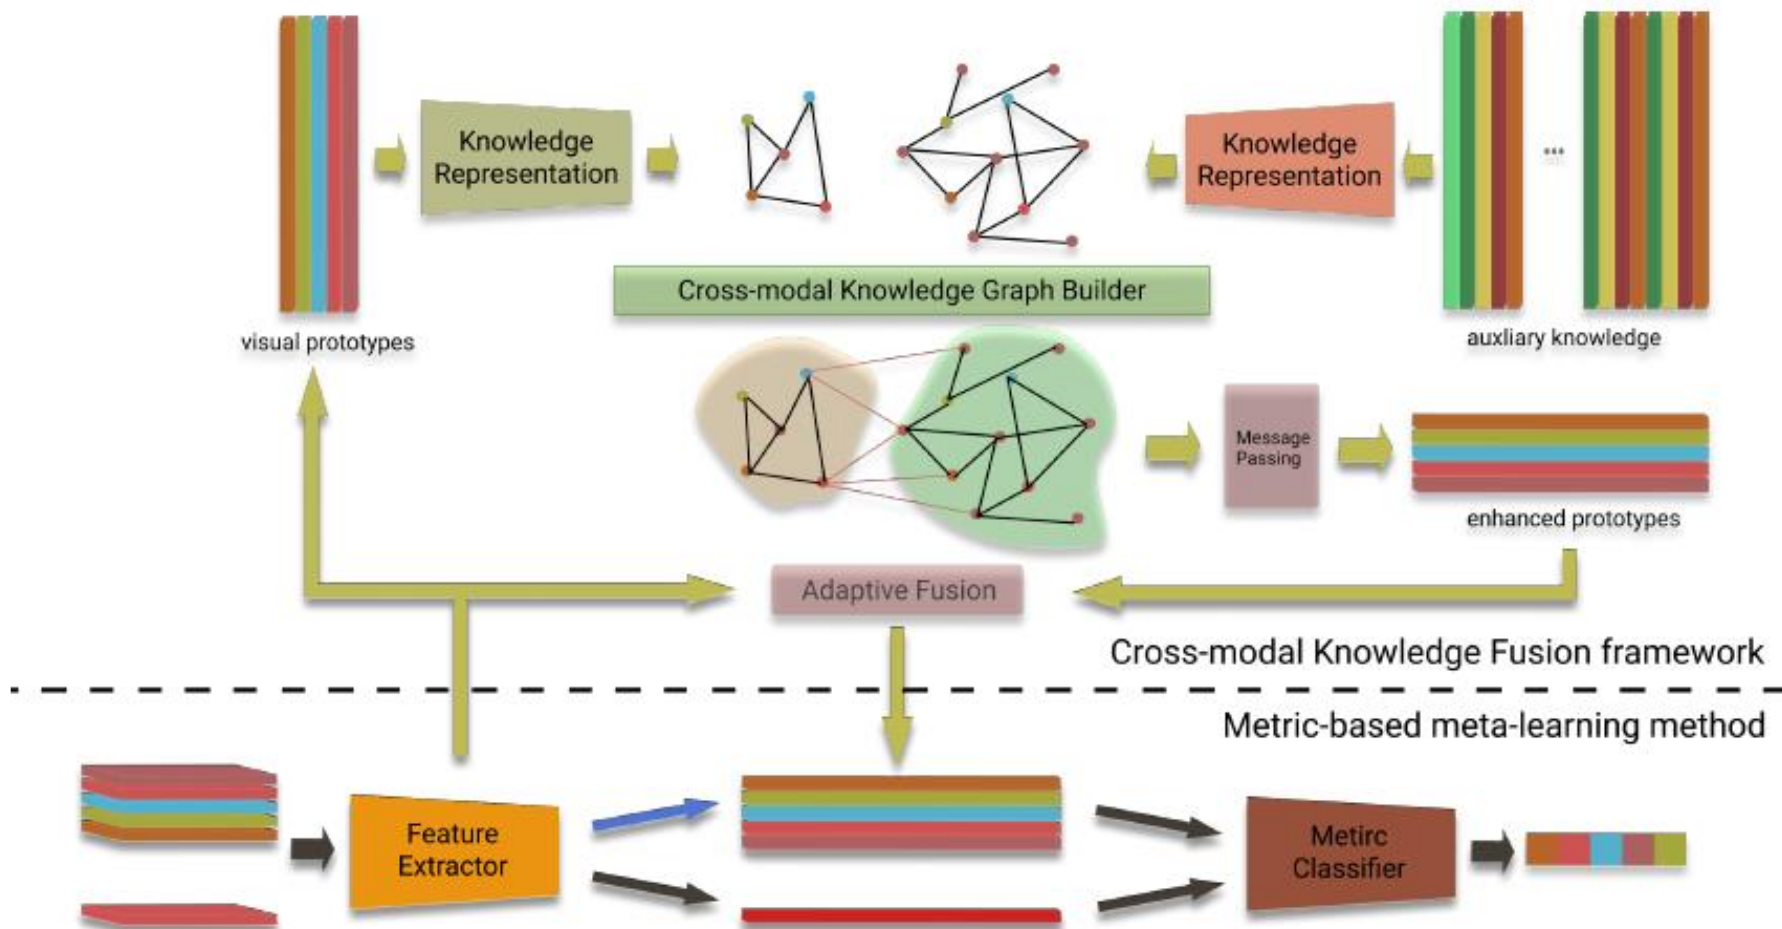 Knowledge
Representation
Knowledge
Representation
...
Cross-modal Knowledge Graph Builder
visual prototypes
auxliary knowledge
Message
Passing
enhanced prototypes
Adaptive Fusion
Cross-modal Knowledge Fusion framework
Metric-based meta-learning method
Feature
Extractor
Metirc
Classifier